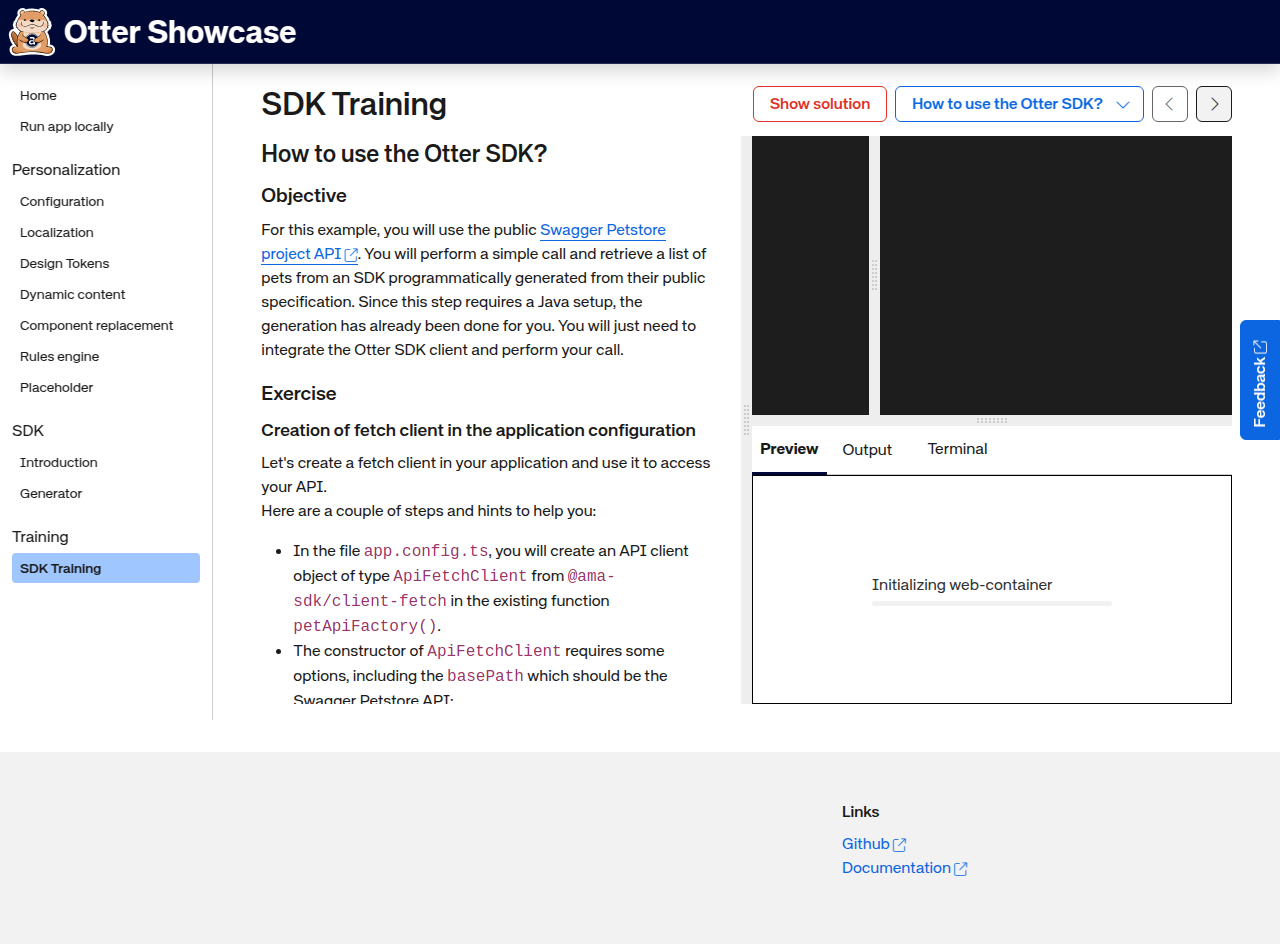 Otter Showcase
Home
Run app locally
Personalization
Configuration
Localization
Design Tokens
Dynamic content
Component replacement
Rules engine
Placeholder
SDK
Introduction
Generator
Training
SDK Training
SDK Training
Show solution
How to use the Otter SDK?
How to use the Otter SDK?
Objective
For this example, you will use the public Swagger Petstore
project API. You will perform a simple call and retrieve a list of
pets from an SDK programmatically generated from their public
specification. Since this step requires a Java setup, the
generation has already been done for you. You will just need to
integrate the Otter SDK client and perform your call.
Exercise
Creation of fetch client in the application configuration
Let's create a fetch client in your application and use it to access
your API.
Here are a couple of steps and hints to help you:
In the file app.config.ts, you will create an API client
object of type ApiFetchClient from @ama-
sdk/client-fetch in the existing function
petApiFactory().
The constructor of ApiFetchClient requires some
options, including the basePath which should be the
Swagger Petstore API:
Preview
Output
Terminal
Initializing web-container
Feedback
Links
Github
Documentation